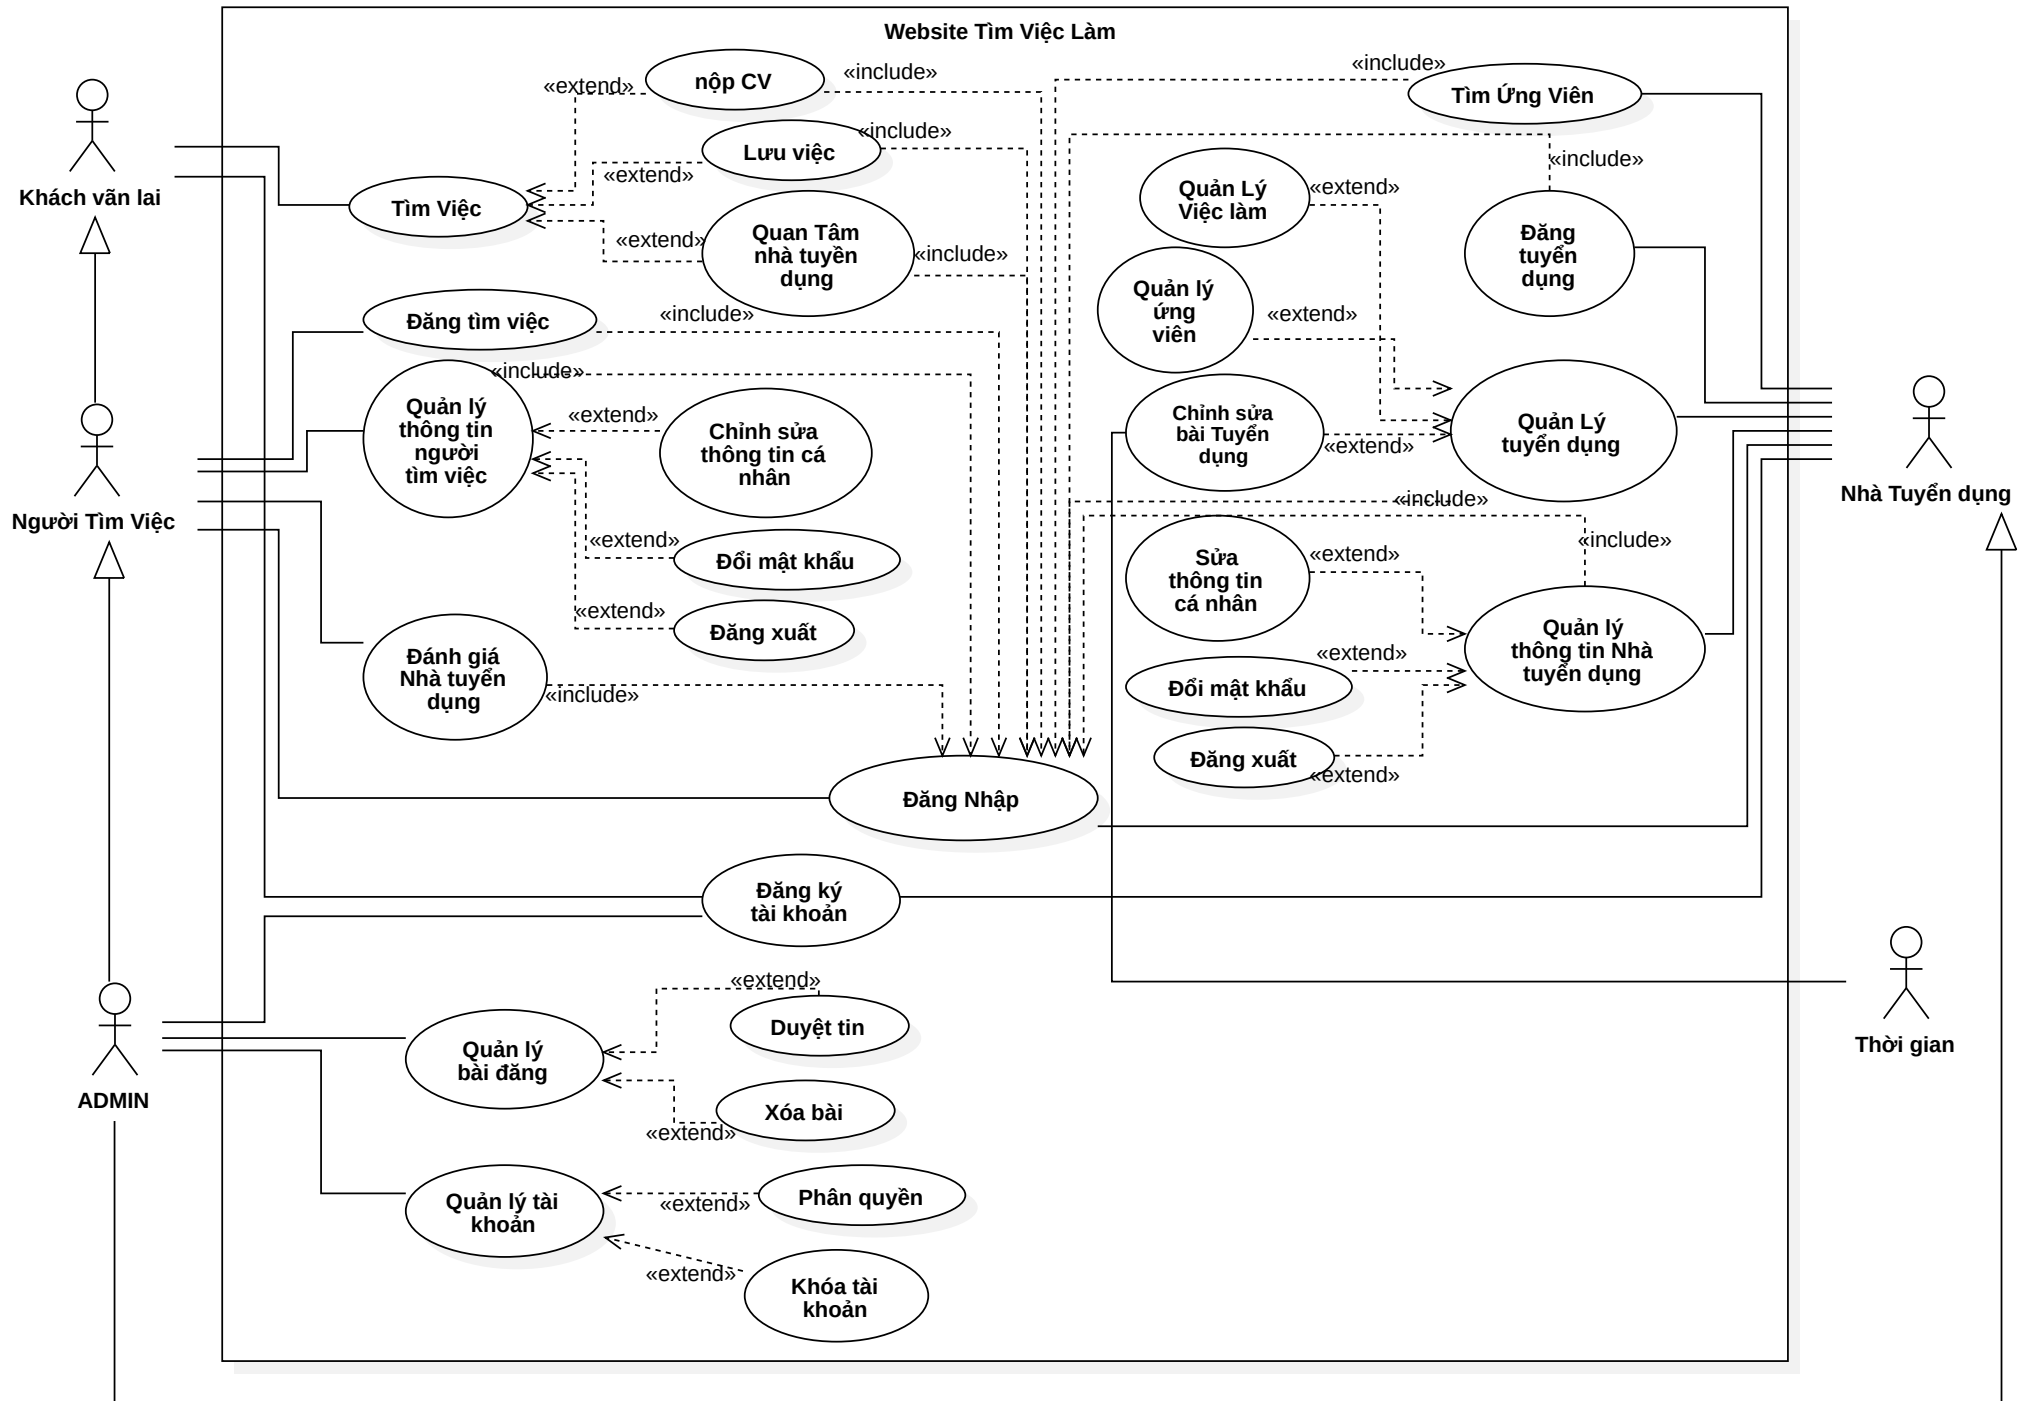 Website Tìm Việc Làm
nộp CV
«extend»
«include»
«include»
Tìm Ứng Viên
Khách vãn lai
Lưu việc
«include»
«extend»
Tìm Việc
Quan Tâm
nhà tuyền
dụng
«extend»
«include»
Quản Lý
Việc làm
«extend»
«include»
Đăng
tuyển
dụng
Đăng tìm việc
«include»
Quản lý
ứng
viên
«extend»
Quản lý
thông tin
người
tìm việc
«include»
«extend»
Chỉnh sửa
thông tin cá
nhân
Chỉnh sửa
bài Tuyển
dụng
«extend»
Quản Lý
tuyển dụng
Người Tìm Việc
Nhà Tuyển dụng
«include»
«extend»
Đổi mật khẩu
«extend»
Đăng xuất
Sửa
thông tin
cá nhân
«extend»
«include»
Quản lý
thông tin Nhà
tuyển dụng
Đánh giá
Nhà tuyển
dụng
«include»
«extend»
Đổi mật khẩu
Đăng xuất
«extend»
Đăng Nhập
Đăng ký
tài khoản
ADMIN
Thời gian
Quản lý
bài đăng
«extend»
Duyệt tin
Xóa bài
«extend»
Quản lý tài
khoản
Phân quyền
«extend»
«extend»
Khóa tài
khoản